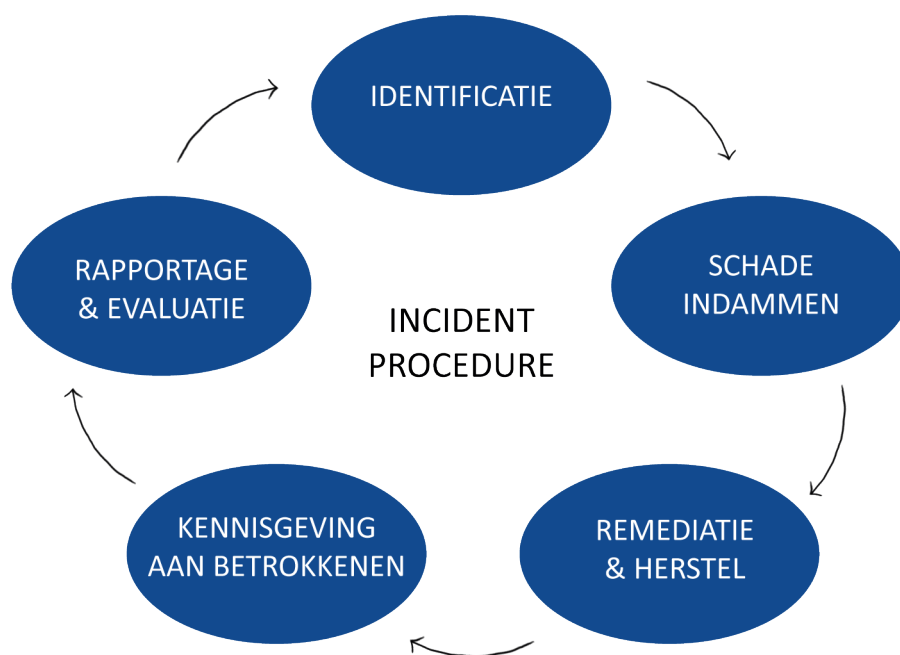 IDENTIFICATIE
SCHADE
INDAMMEN
REMEDIATIE
& HERSTEL
KENNISGEVING
AAN BETROKKENEN
RAPPORTAGE
& EVALUATIE
INCIDENT
PROCEDURE